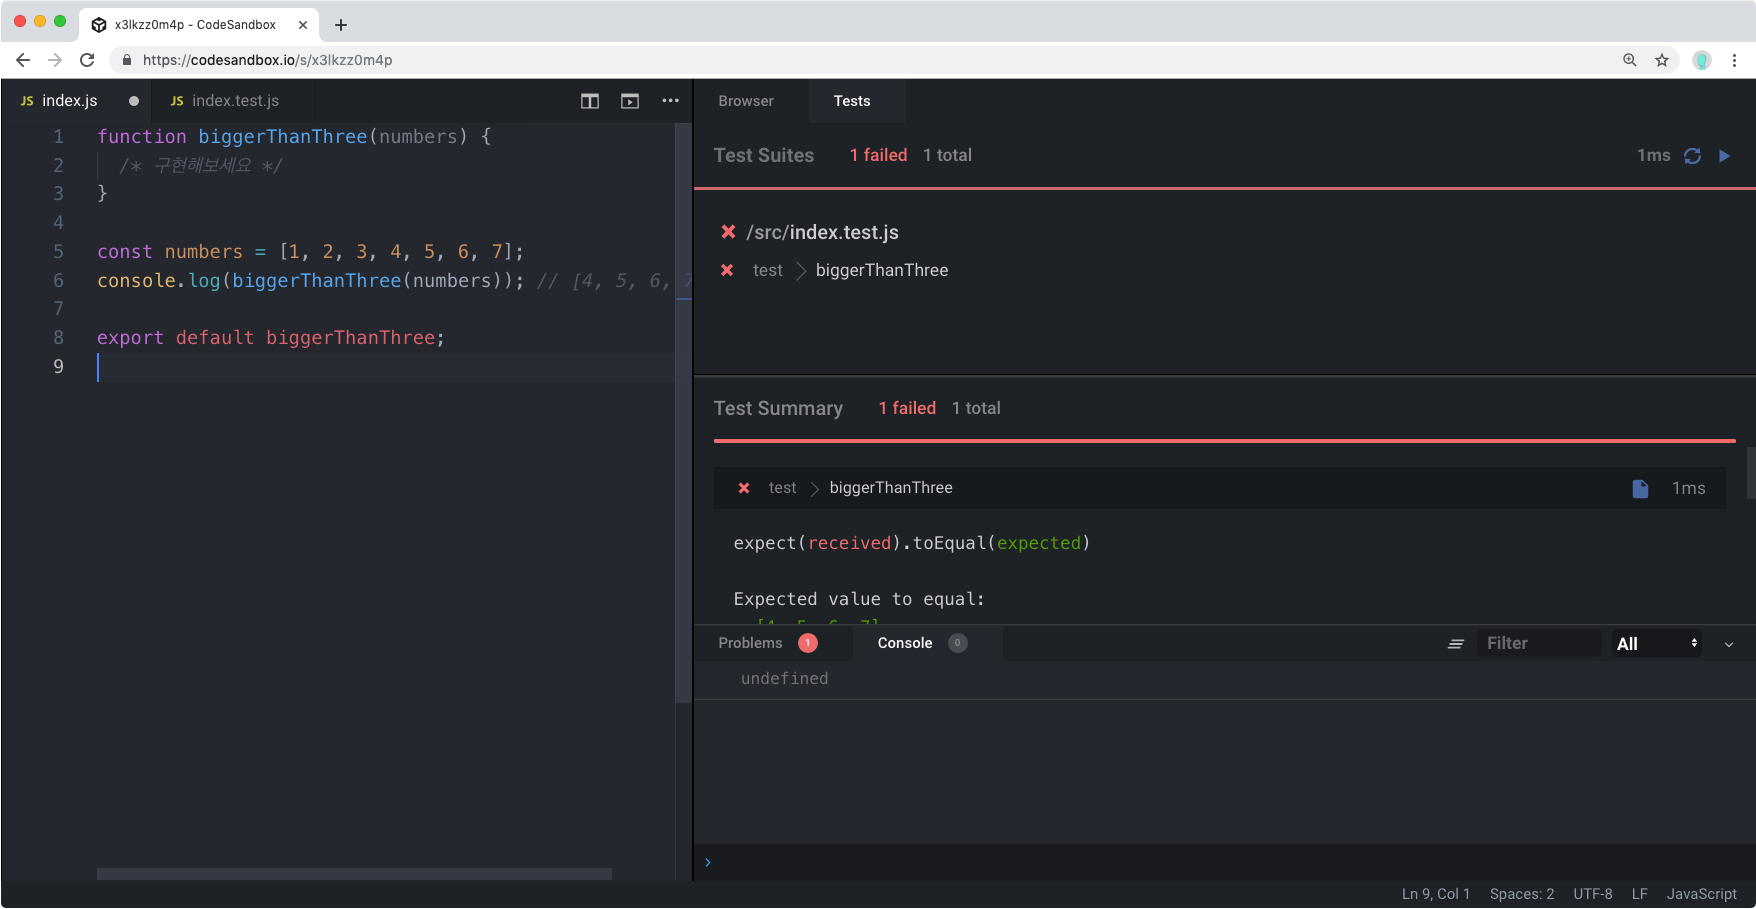 x3lkzz0m4p - CodeSandbox
https://codesandbox.io/s/x3lkzz0m4p
JS index.js
JS index.test.js
1 function biggerThanThree(numbers) {
2 /* 구현해보세요 */
3 }
4
5 const numbers = [1, 2, 3, 4, 5, 6, 7];
6 console.log(biggerThanThree(numbers)); // [4, 5, 6, 7
7
8 export default biggerThanThree;
9
Browser Tests
Test Suites 1 failed 1 total 1ms
/src/index.test.js
test biggerThanThree
Test Summary 1 failed 1 total
test biggerThanThree 1ms
expect(received).toEqual(expected)
Expected value to equal:
[4, 5, 6, 7]
Problems 1 Console 0 Filter All
undefined
Ln 9, Col 1 Spaces: 2 UTF-8 LF JavaScript